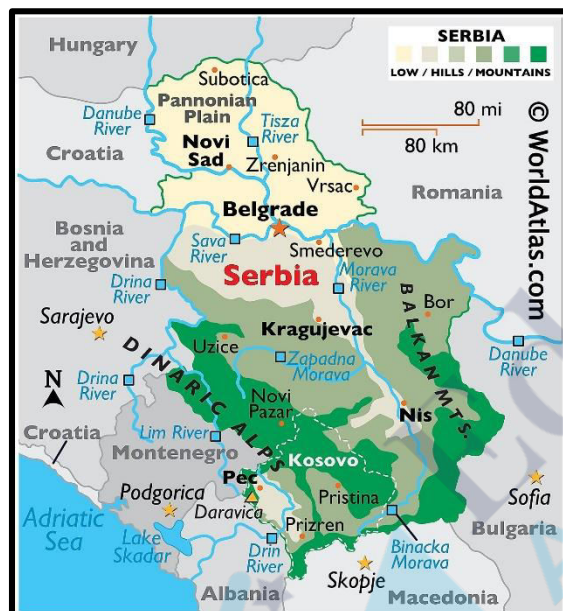 Hungary
SERBIA
LOW / HILLS / MOUNTAINS
Subotica
Pannonian
Plain
Danube
River
Tisza
River
80 mi
80 km
Novi
Sad
Croatia
Zrenjanin
Vrsac
Romania
© WorldAtlas.com
Belgrade
Bosnia
and
Herzegovina
Sava
River
Smederevo
Serbia
Morava
River
Drina
River
Bor
BALKAN MTS.
Sarajevo
Kragujevac
Uzice
Zapadna
Morava
Danube
River
DINARIC ALPS
N
Drina
River
Novi
Pazar
Nis
Croatia
Lim River
Montenegro
Kosovo
Pec
Pristina
Sofia
Podgorica
Daravica
Adriatic
Sea
Prizren
Bulgaria
Lake
Skadar
Drin
River
Binacka
Morava
Skopje
Albania
Macedonia